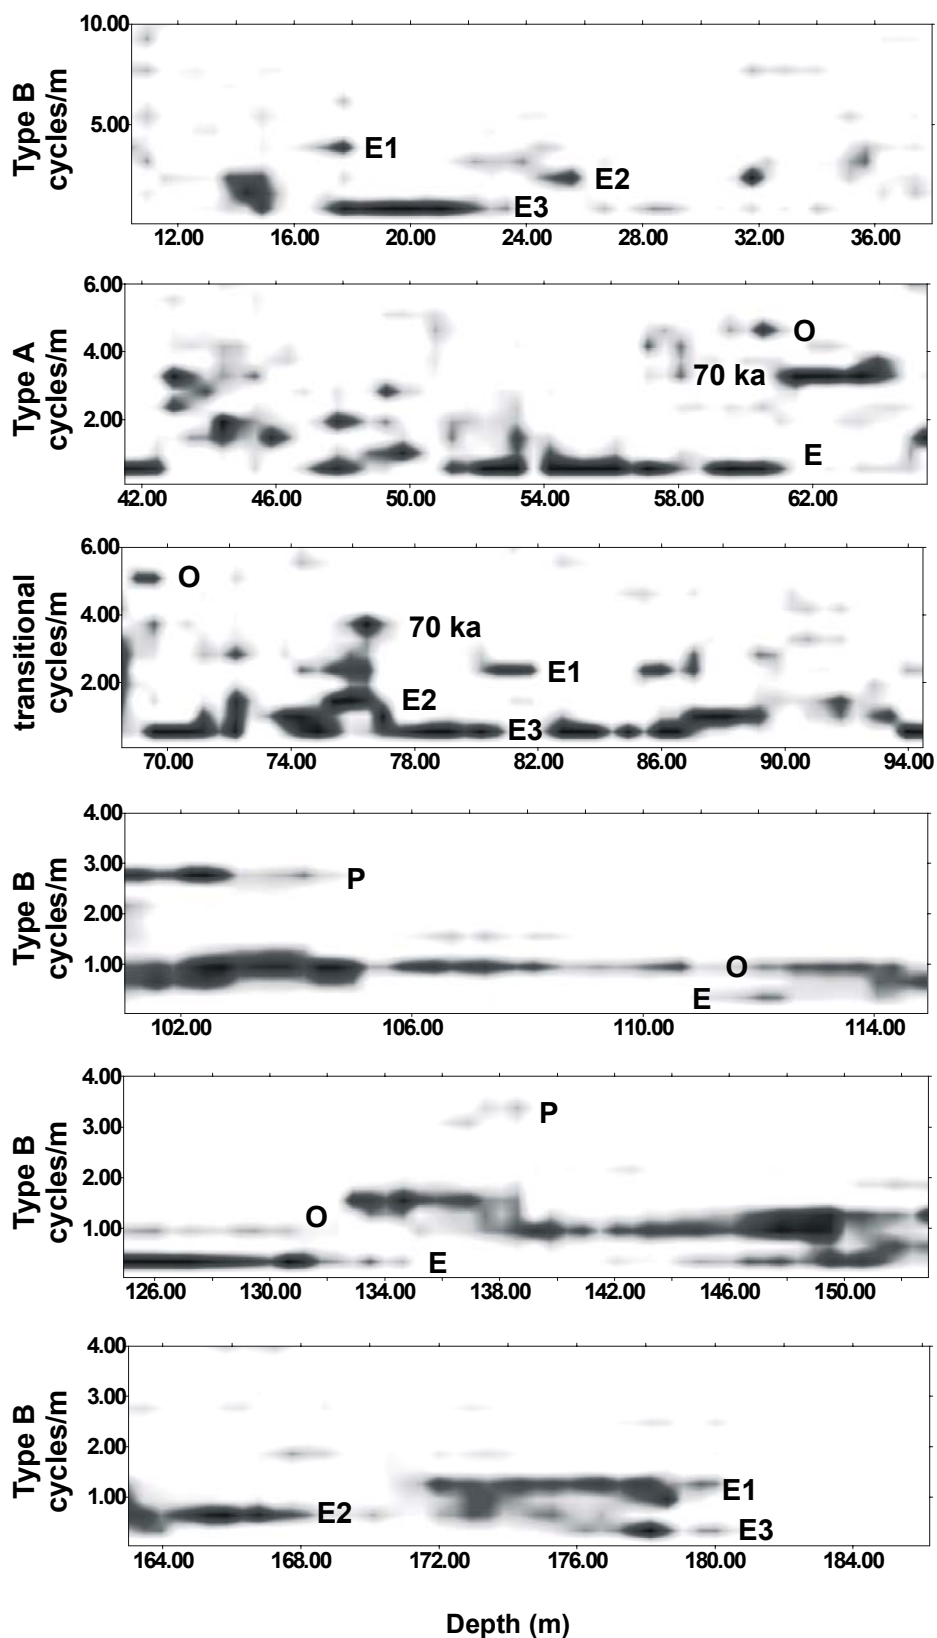 10.00
Type B
cycles/m
5.00
E1
E2
E3
12.00 16.00 20.00 24.00 28.00 32.00 36.00
6.00
Type A
cycles/m
4.00
2.00
O
70 ka
E
42.00 46.00 50.00 54.00 58.00 62.00
6.00
transitional
cycles/m
4.00
2.00
O
70 ka
E1
E2
E3
70.00 74.00 78.00 82.00 86.00 90.00 94.00
4.00
Type B
cycles/m
3.00
2.00
1.00
P
O
E
102.00 106.00 110.00 114.00
4.00
Type B
cycles/m
3.00
2.00
1.00
P
O
E
126.00 130.00 134.00 138.00 142.00 146.00 150.00
4.00
Type B
cycles/m
3.00
2.00
1.00
E1
E2
E3
164.00 168.00 172.00 176.00 180.00 184.00
Depth (m)